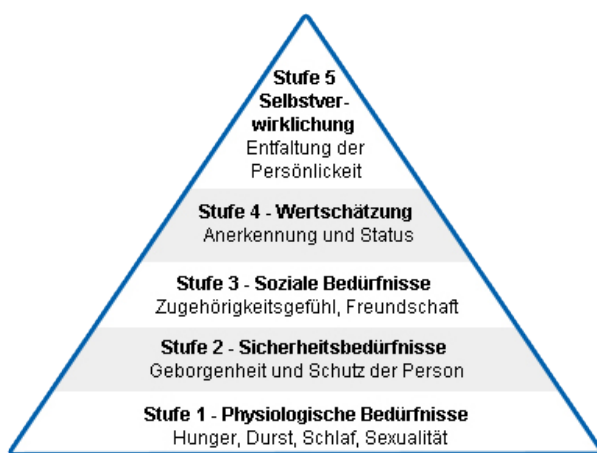 Stufe 5
Selbstver-
wirklichung
Entfaltung der
Persönlickeit
Stufe 4 - Wertschätzung
Anerkennung und Status
Stufe 3 - Soziale Bedürfnisse
Zugehörigkeitsgefühl, Freundschaft
Stufe 2 - Sicherheitsbedürfnisse
Geborgenheit und Schutz der Person
Stufe 1 - Physiologische Bedürfnisse
Hunger, Durst, Schlaf, Sexualität